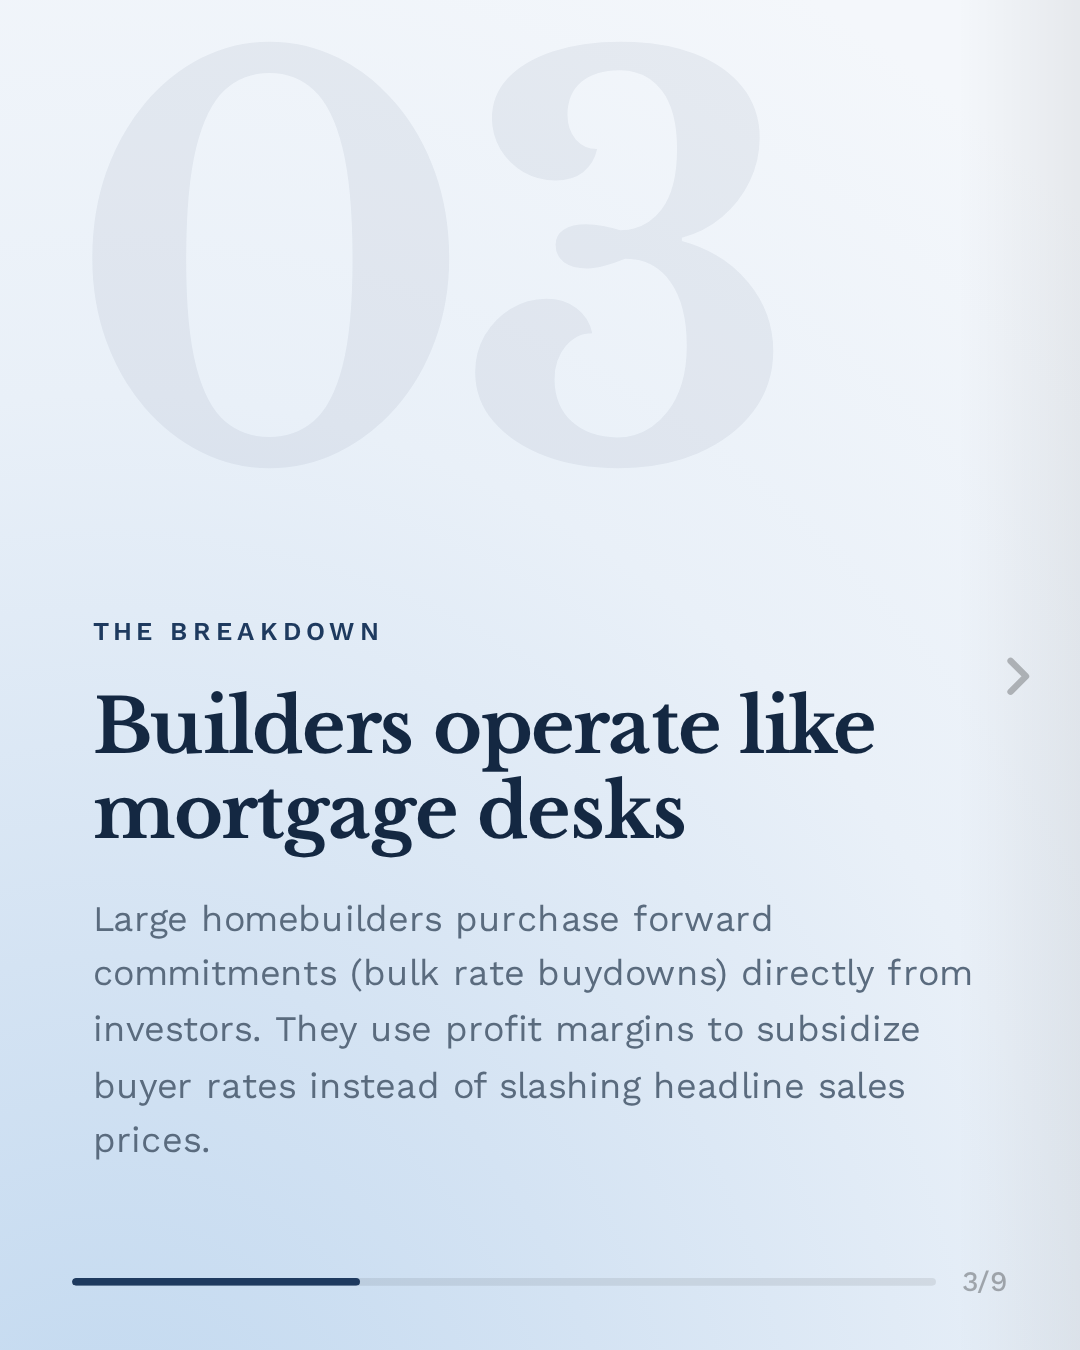 03
THE BREAKDOWN
Builders operate like
mortgage desks
Large homebuilders purchase forward
commitments (bulk rate buydowns) directly from
investors. They use profit margins to subsidize
buyer rates instead of slashing headline sales
prices.
3/9